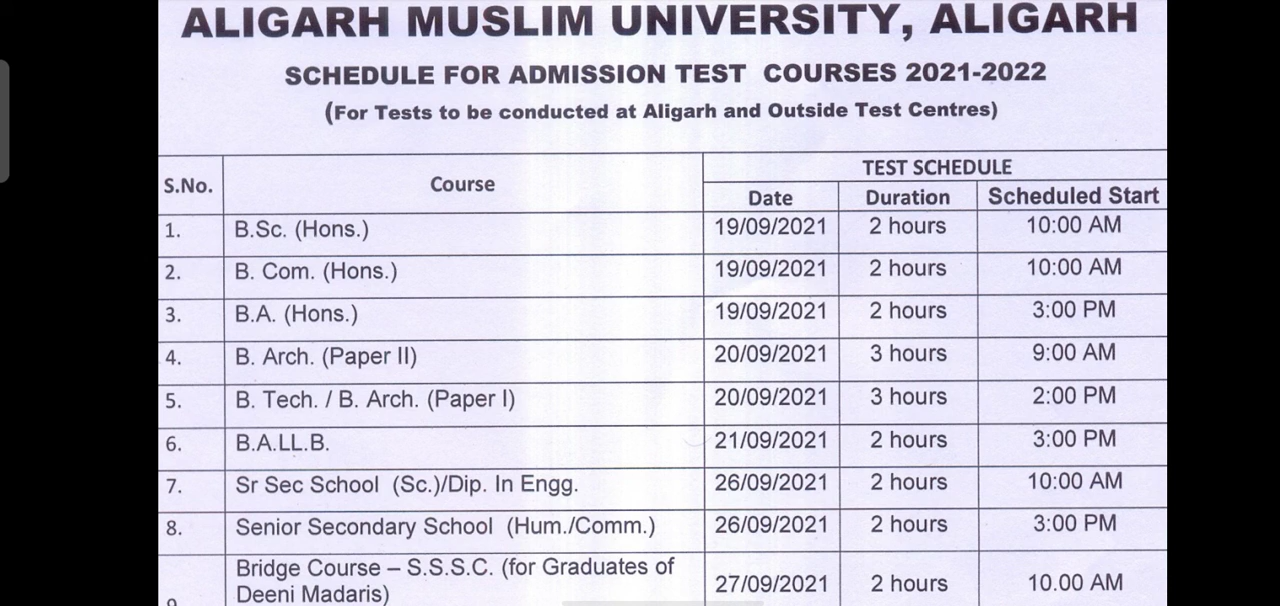 ALIGARH MUSLIM UNIVERSITY, ALIGARH
SCHEDULE FOR ADMISSION TEST COURSES 2021-2022
(For Tests to be conducted at Aligarh and Outside Test Centres)
S.No. Course TEST SCHEDULE
Date Duration Scheduled Start
1. B.Sc. (Hons.) 19/09/2021 2 hours 10:00 AM
2. B. Com. (Hons.) 19/09/2021 2 hours 10:00 AM
3. B.A. (Hons.) 19/09/2021 2 hours 3:00 PM
4. B. Arch. (Paper II) 20/09/2021 3 hours 9:00 AM
5. B. Tech. / B. Arch. (Paper I) 20/09/2021 3 hours 2:00 PM
6. B.A.LL.B. 21/09/2021 2 hours 3:00 PM
7. Sr Sec School (Sc.)/Dip. In Engg. 26/09/2021 2 hours 10:00 AM
8. Senior Secondary School (Hum./Comm.) 26/09/2021 2 hours 3:00 PM
Bridge Course – S.S.S.C. (for Graduates of
Deeni Madaris) 27/09/2021 2 hours 10.00 AM